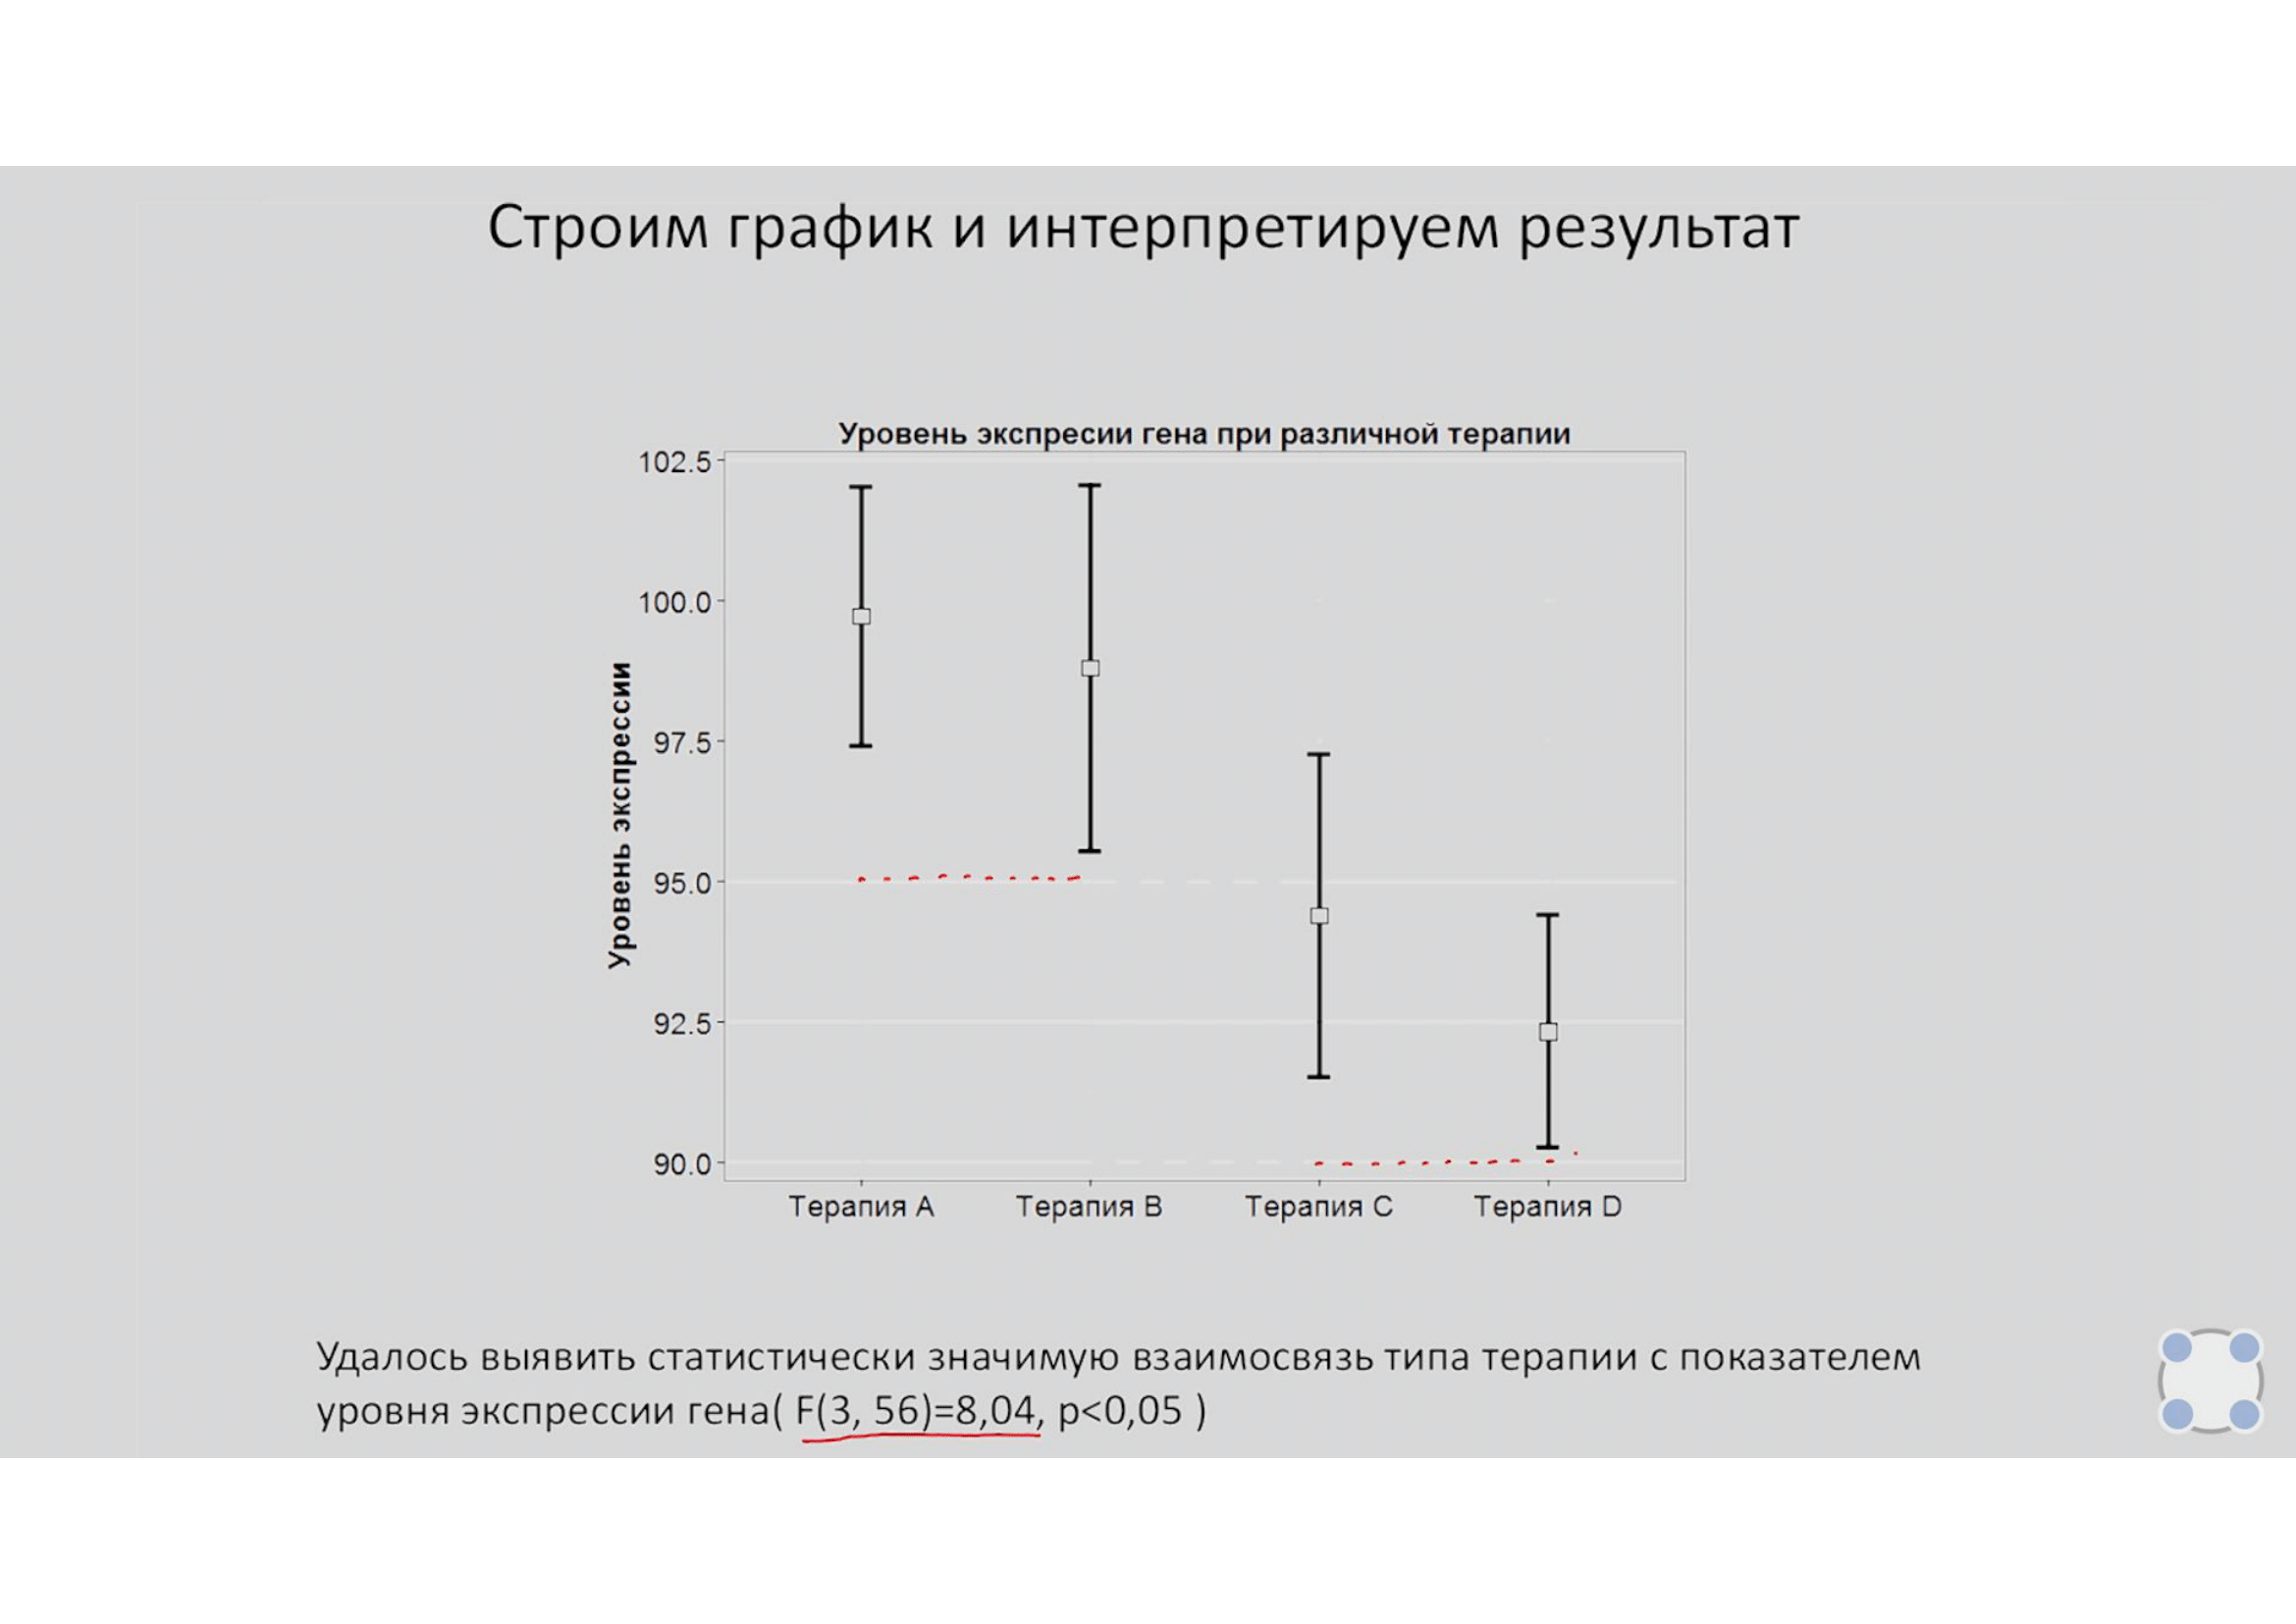 Строим график и интерпретируем результат
Уровень экспресии гена при различной терапии
Уровень экспрессии
102.5
100.0
97.5
95.0
92.5
90.0
Терапия A
Терапия B
Терапия C
Терапия D
Удалось выявить статистически значимую взаимосвязь типа терапии с показателем
уровня экспрессии гена( F(3, 56)=8,04, p<0,05 )